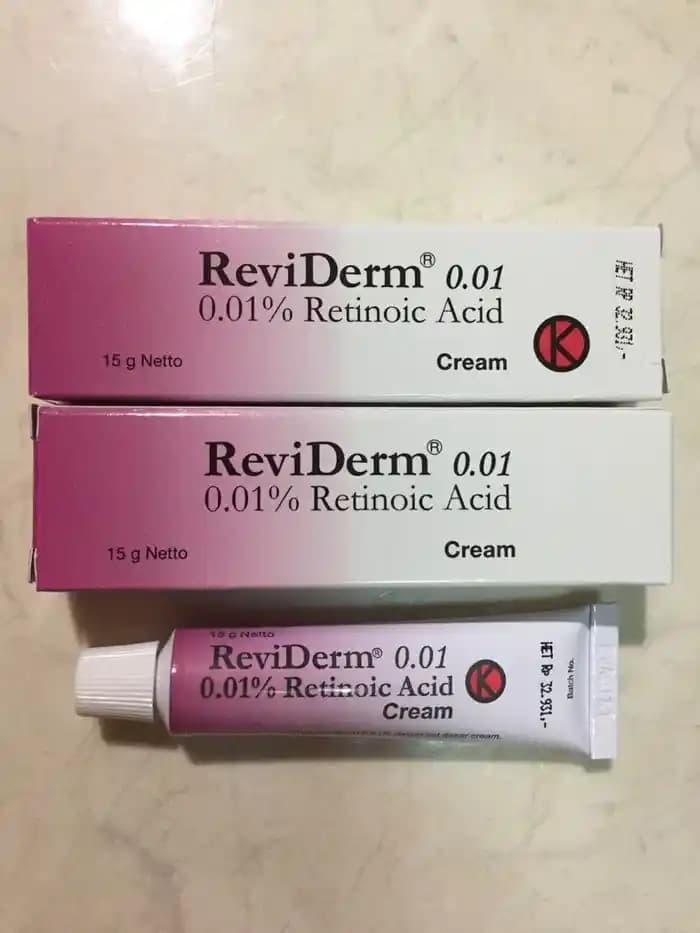 ReviDerm® 0.01
0.01% Retinoic Acid
15 g Netto
Cream
K
HET RP 32.931,-
ReviDerm® 0.01
0.01% Retinoic Acid
15 g Netto
Cream
15 g Netto
ReviDerm® 0.01
0.01% Retinoic Acid
Cream
K
HET Rp 32.931,-
Batch No.
dasar cream.